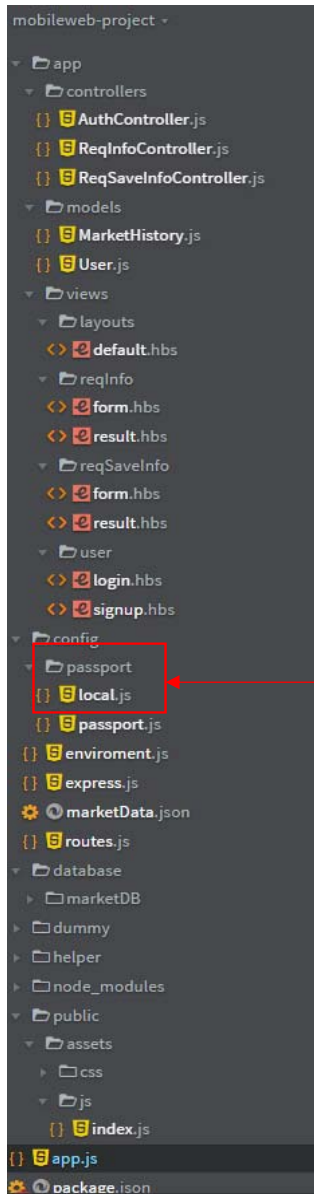 mobileweb-project
app
controllers
{} AuthController.js
{} ReqInfoController.js
{} ReqSaveInfoController.js
models
{} MarketHistory.js
{} User.js
views
layouts
<> default.hbs
reqInfo
<> form.hbs
<> result.hbs
reqSaveInfo
<> form.hbs
<> result.hbs
user
<> login.hbs
<> signup.hbs
config
passport
{} local.js
{} passport.js
{} enviroment.js
{} express.js
marketData.json
{} routes.js
database
marketDB
dummy
helper
node_modules
public
assets
css
js
{} index.js
{} app.js
package.json